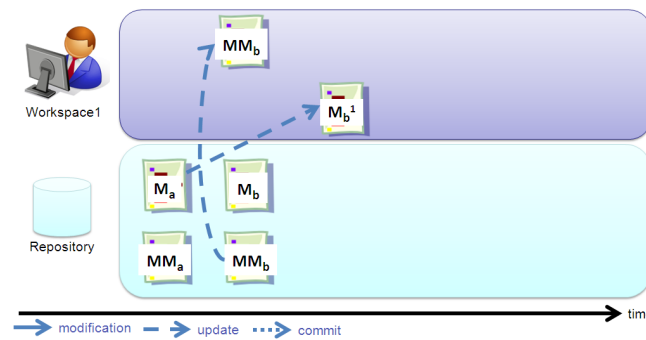 MMb
Mb1
Workspace1
Ma
Mb
Repository
MMa
MMb
tim
modification
update
commit